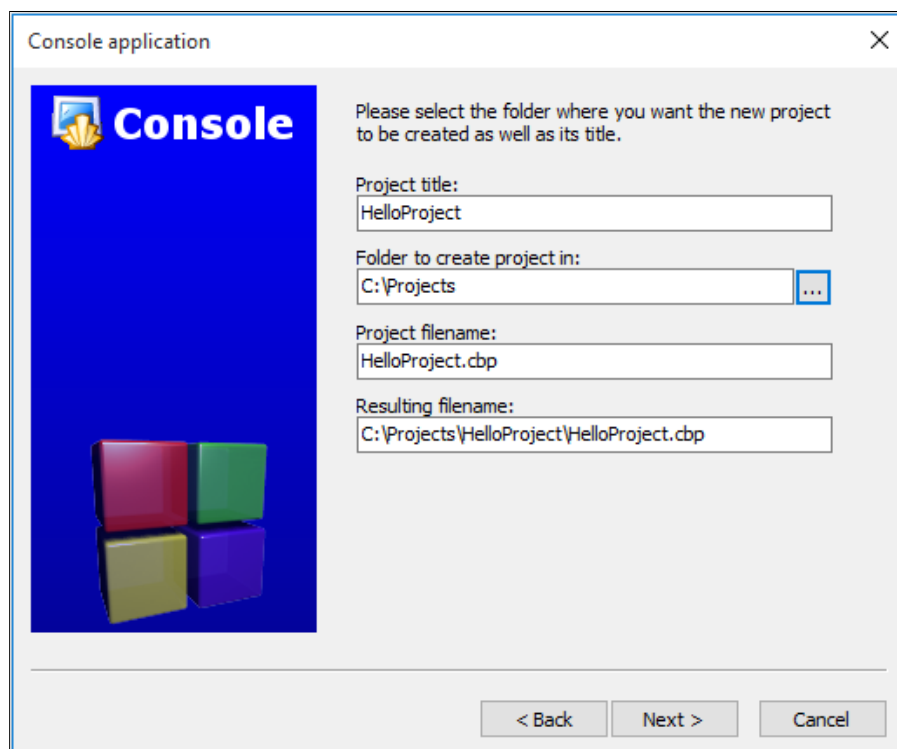 Console application
Console
Please select the folder where you want the new project
to be created as well as its title.
Project title:
HelloProject
Folder to create project in:
C:\Projects
...
Project filename:
HelloProject.cbp
Resulting filename:
C:\Projects\HelloProject\HelloProject.cbp
< Back
Next >
Cancel